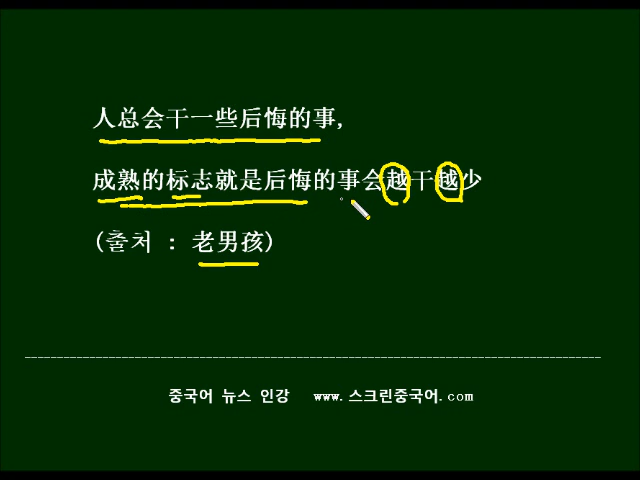 人总会干一些后悔的事,
成熟的标志就是后悔的事会越干越少
(출처 : 老男孩)
중국어 뉴스 인강 www.스크린중국어.com